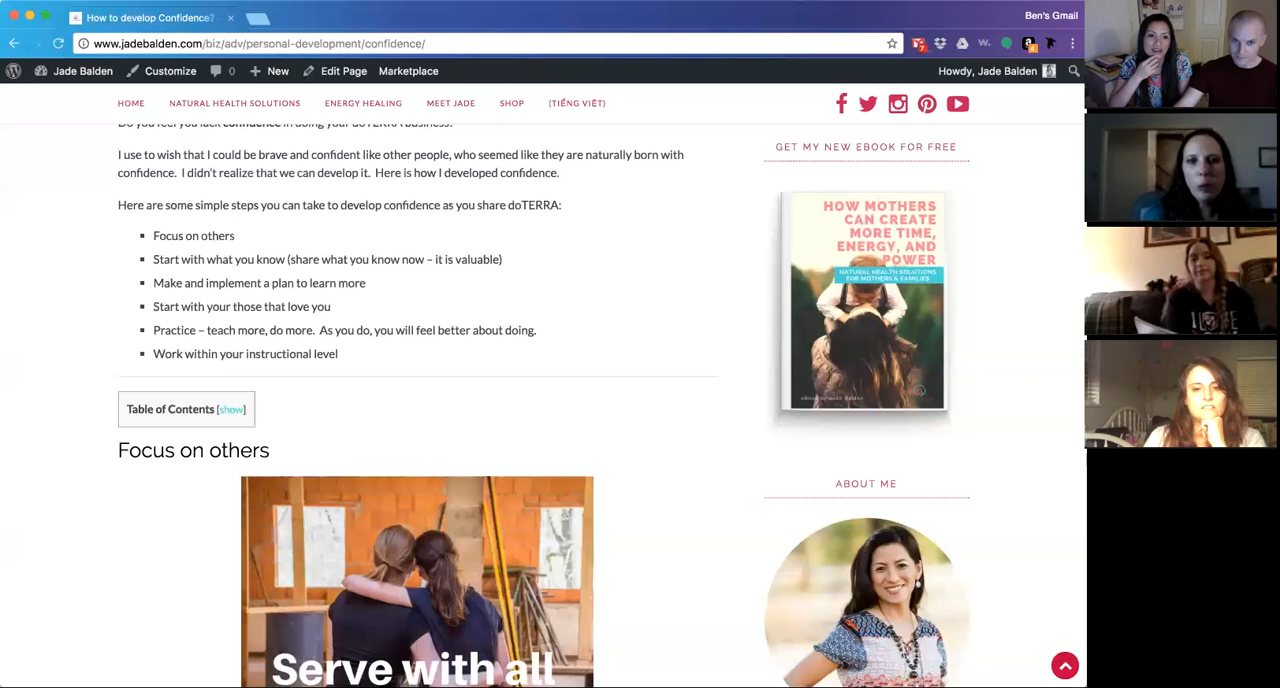 How to develop Confidence?
Ben's Gmail
www.jadebalden.com/biz/adv/personal-development/confidence/
Jade Balden
Customize
0
New
Edit Page
Marketplace
Howdy, Jade Balden
HOME
NATURAL HEALTH SOLUTIONS
ENERGY HEALING
MEET JADE
SHOP
(TIẾNG VIỆT)
Do you feel you lack confidence in doing your doTERRA business?
I use to wish that I could be brave and confident like other people, who seemed like they are naturally born with
confidence. I didn't realize that we can develop it. Here is how I developed confidence.
Here are some simple steps you can take to develop confidence as you share doTERRA:
Focus on others
Start with what you know (share what you know now – it is valuable)
Make and implement a plan to learn more
Start with your those that love you
Practice – teach more, do more. As you do, you will feel better about doing.
Work within your instructional level
Table of Contents [show]
Focus on others
Serve with all
GET MY NEW EBOOK FOR FREE
HOW MOTHERS
CAN CREATE
MORE TIME,
ENERGY, AND
POWER
NATURAL HEALTH SOLUTIONS
FOR MOTHERS & FAMILIES
eBook by Jade Balden
ABOUT ME